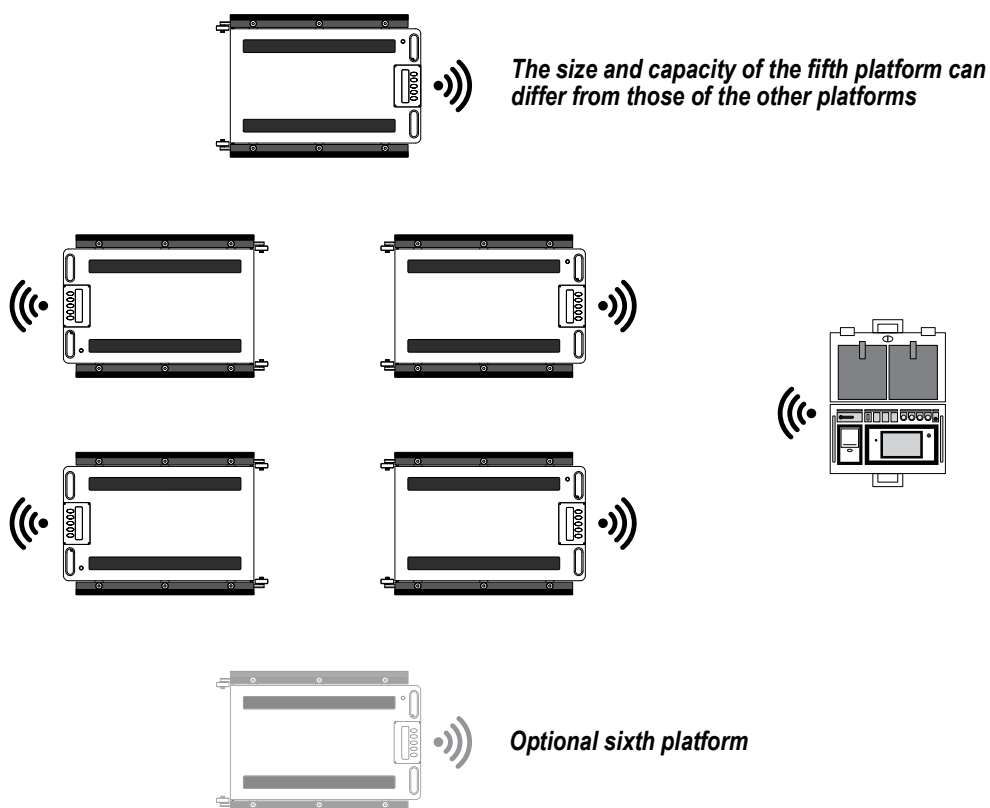 The size and capacity of the fifth platform can
differ from those of the other platforms
Optional sixth platform